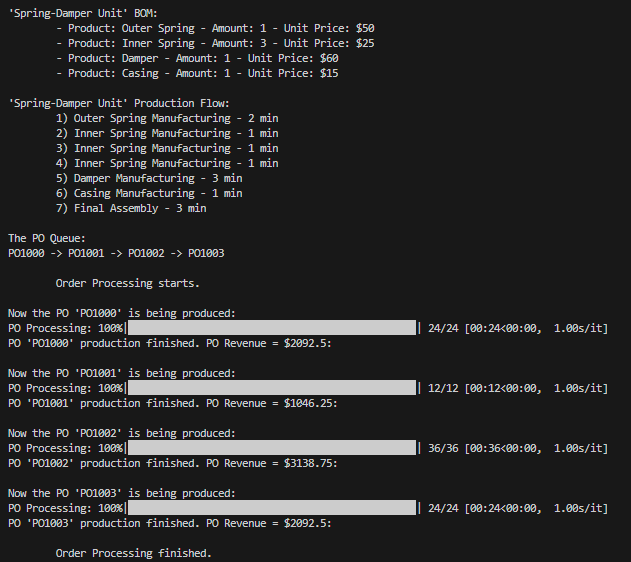 'Spring-Damper Unit' BOM:
- Product: Outer Spring - Amount: 1 - Unit Price: $50
- Product: Inner Spring - Amount: 3 - Unit Price: $25
- Product: Damper - Amount: 1 - Unit Price: $60
- Product: Casing - Amount: 1 - Unit Price: $15
'Spring-Damper Unit' Production Flow:
1) Outer Spring Manufacturing - 2 min
2) Inner Spring Manufacturing - 1 min
3) Inner Spring Manufacturing - 1 min
4) Inner Spring Manufacturing - 1 min
5) Damper Manufacturing - 3 min
6) Casing Manufacturing - 1 min
7) Final Assembly - 3 min
The PO Queue:
PO1000 -> PO1001 -> PO1002 -> PO1003
Order Processing starts.
Now the PO 'PO1000' is being produced:
PO Processing: 100%| | 24/24 [00:24<00:00, 1.00s/it]
PO 'PO1000' production finished. PO Revenue = $2092.5:
Now the PO 'PO1001' is being produced:
PO Processing: 100%| | 12/12 [00:12<00:00, 1.00s/it]
PO 'PO1001' production finished. PO Revenue = $1046.25:
Now the PO 'PO1002' is being produced:
PO Processing: 100%| | 36/36 [00:36<00:00, 1.00s/it]
PO 'PO1002' production finished. PO Revenue = $3138.75:
Now the PO 'PO1003' is being produced:
PO Processing: 100%| | 24/24 [00:24<00:00, 1.00s/it]
PO 'PO1003' production finished. PO Revenue = $2092.5:
Order Processing finished.